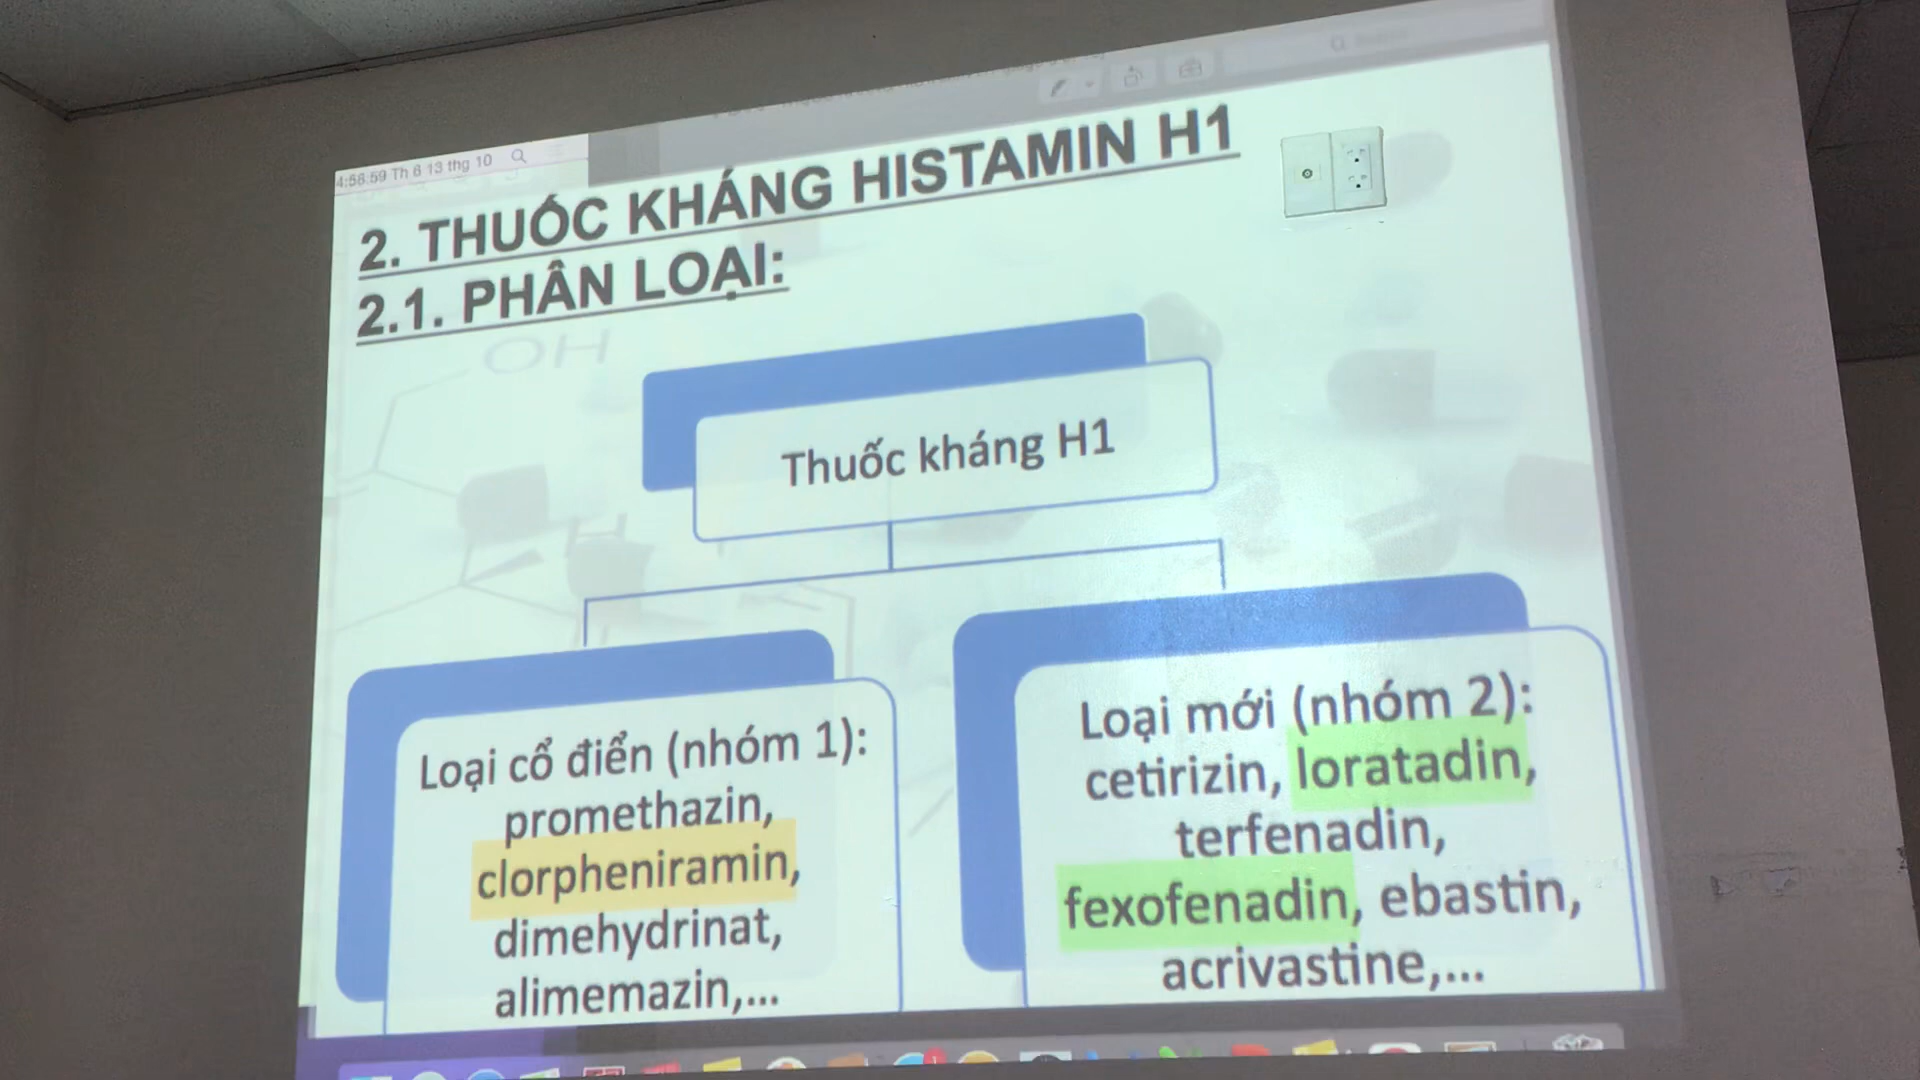 4:58:59 Th 6 13 thg 10
2. THUỐC KHÁNG HISTAMIN H1
2.1. PHÂN LOẠI:
OH
Thuốc kháng H1
Loại cổ điển (nhóm 1):
promethazin,
clorpheniramin,
dimehydrinat,
alimemazin,...
Loại mới (nhóm 2):
cetirizin, loratadin,
terfenadin,
fexofenadin, ebastin,
acrivastine,...